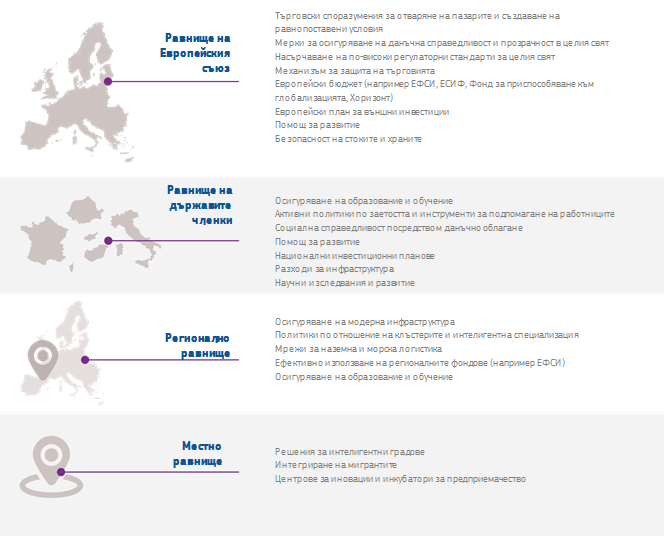 Равнище на
Европейския
съюз
Търговски споразумения за отваряне на пазарите и създаване на
равнопоставени условия
Мерки за осигуряване на данъчна справедливост и прозрачност в целия свят
Насърчаване на по-високи регулаторни стандарти за целия свят
Механизъм за защита на търговията
Европейски бюджет (например ЕФСИ, ЕСИФ, Фонд за приспособяване към
глобализацията, Хоризонт)
Европейски план за външни инвестиции
Помощ за развитие
Безопасност на стоките и храните
Равнище на
държавите
членки
Осигуряване на образование и обучение
Активни политики по заетостта и инструменти за подпомагане на работниците
Социална справедливост посредством данъчно облагане
Помощ за развитие
Национални инвестиционни планове
Разходи за инфраструктура
Научни изследвания и развитие
Регионално
равнище
Осигуряване на модерна инфраструктура
Политики по отношение на клъстерите и интелигентна специализация
Мрежи за наземна и морска логистика
Ефективно използване на регионалните фондове (например ЕФСИ)
Осигуряване на образование и обучение
Местно
равнище
Решения за интелигентни градове
Интегриране на мигрантите
Центрове за иновации и инкубатори за предприемачество